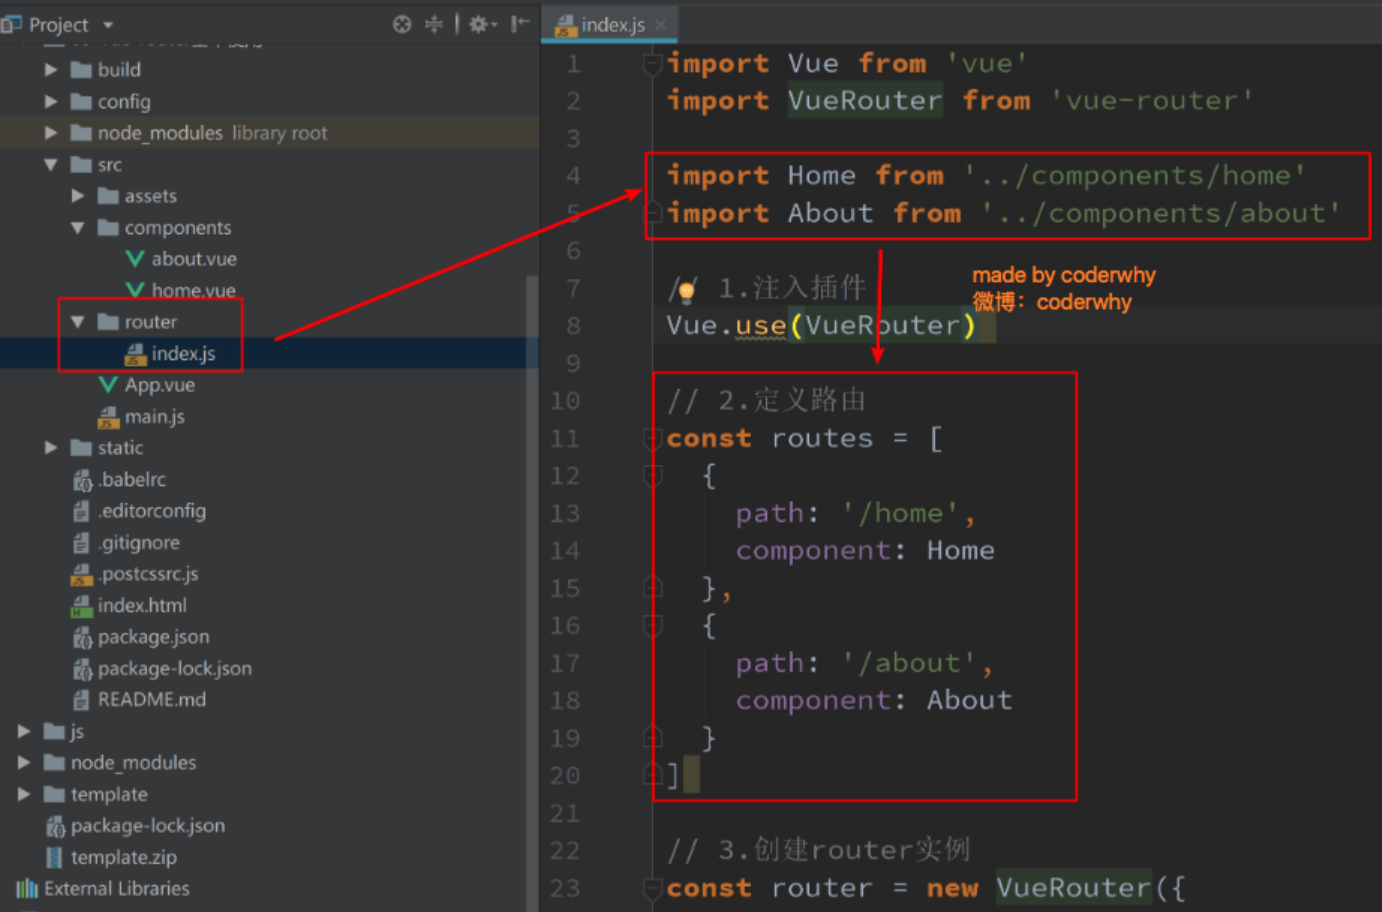 Project
index.js
build
config
node_modules library root
src
assets
components
about.vue
home.vue
router
index.js
App.vue
main.js
static
.babelrc
.editorconfig
.gitignore
.postcssrc.js
index.html
package.json
package-lock.json
README.md
js
node_modules
template
package-lock.json
template.zip
External Libraries
1 import Vue from 'vue'
2 import VueRouter from 'vue-router'
3
4 import Home from '../components/home'
5 import About from '../components/about'
6
7 // 1.注入插件
8 Vue.use(VueRouter)
9
10 // 2.定义路由
11 const routes = [
12 {
13 path: '/home',
14 component: Home
15 },
16 {
17 path: '/about',
18 component: About
19 }
20 ]
21
22 // 3.创建router实例
23 const router = new VueRouter({
made by coderwhy
微博：coderwhy